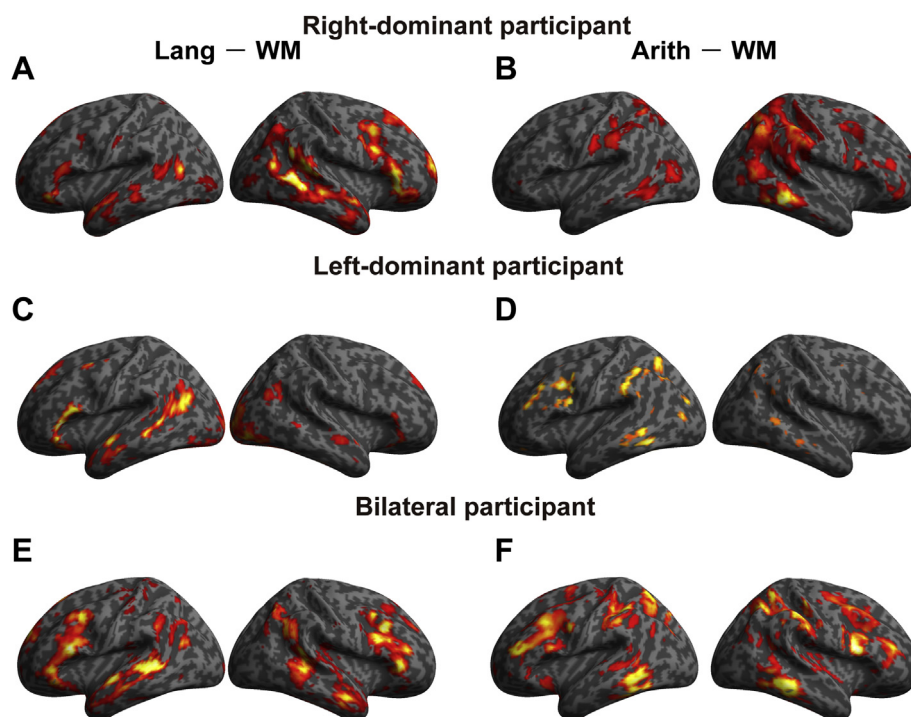 Right-dominant participant
Lang — WM
Arith — WM
A
B
Left-dominant participant
C
D
Bilateral participant
E
F